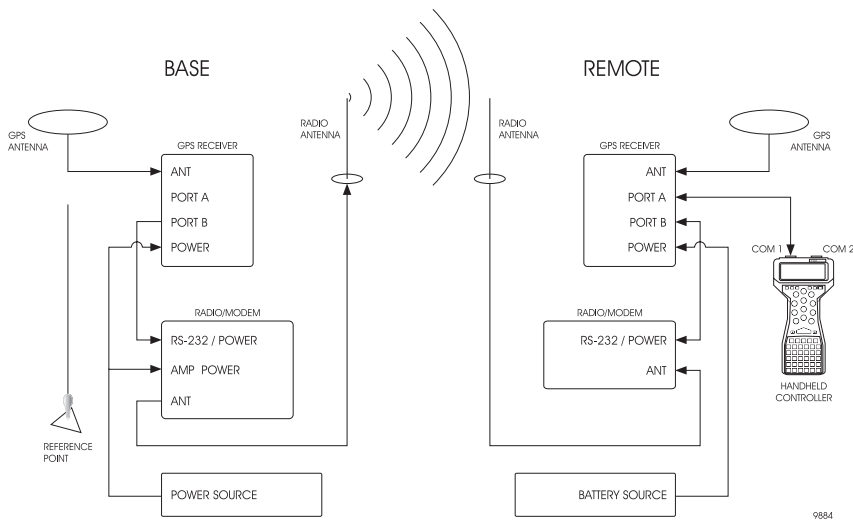 BASE
REMOTE
GPS
ANTENNA
GPS RECEIVER
ANT
PORT A
PORT B
POWER
RADIO
ANTENNA
RADIO/MODEM
RS-232 / POWER
AMP POWER
ANT
REFERENCE
POINT
POWER SOURCE
RADIO
ANTENNA
GPS RECEIVER
ANT
PORT A
PORT B
POWER
GPS
ANTENNA
COM 1
COM 2
RADIO/MODEM
RS-232 / POWER
ANT
HANDHELD
CONTROLLER
BATTERY SOURCE
9884